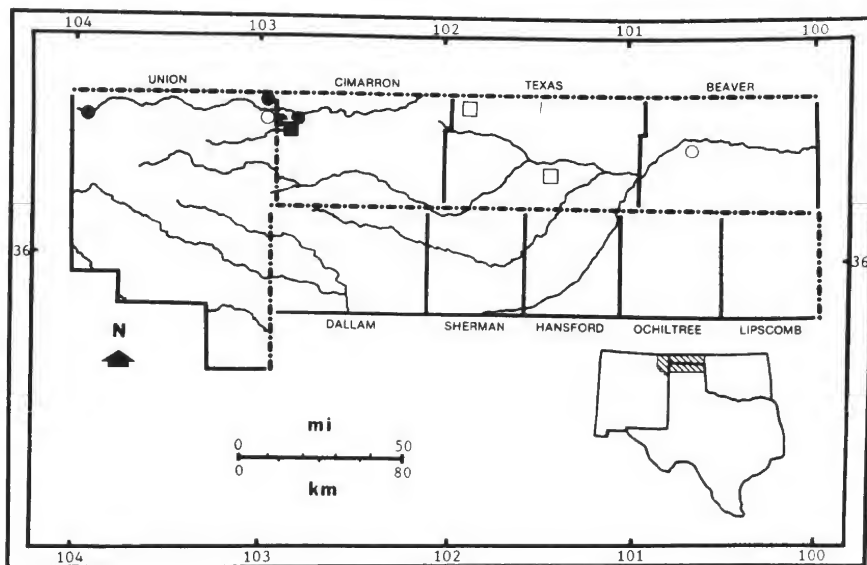 104 103 102 101 100
UNION CIMARRON TEXAS BEAVER
36 36
DALLAM SHERMAN HANSFORD OCHILTREE LIPSCOMB
N
mi
0 50
0 80
km
104 103 102 101 100